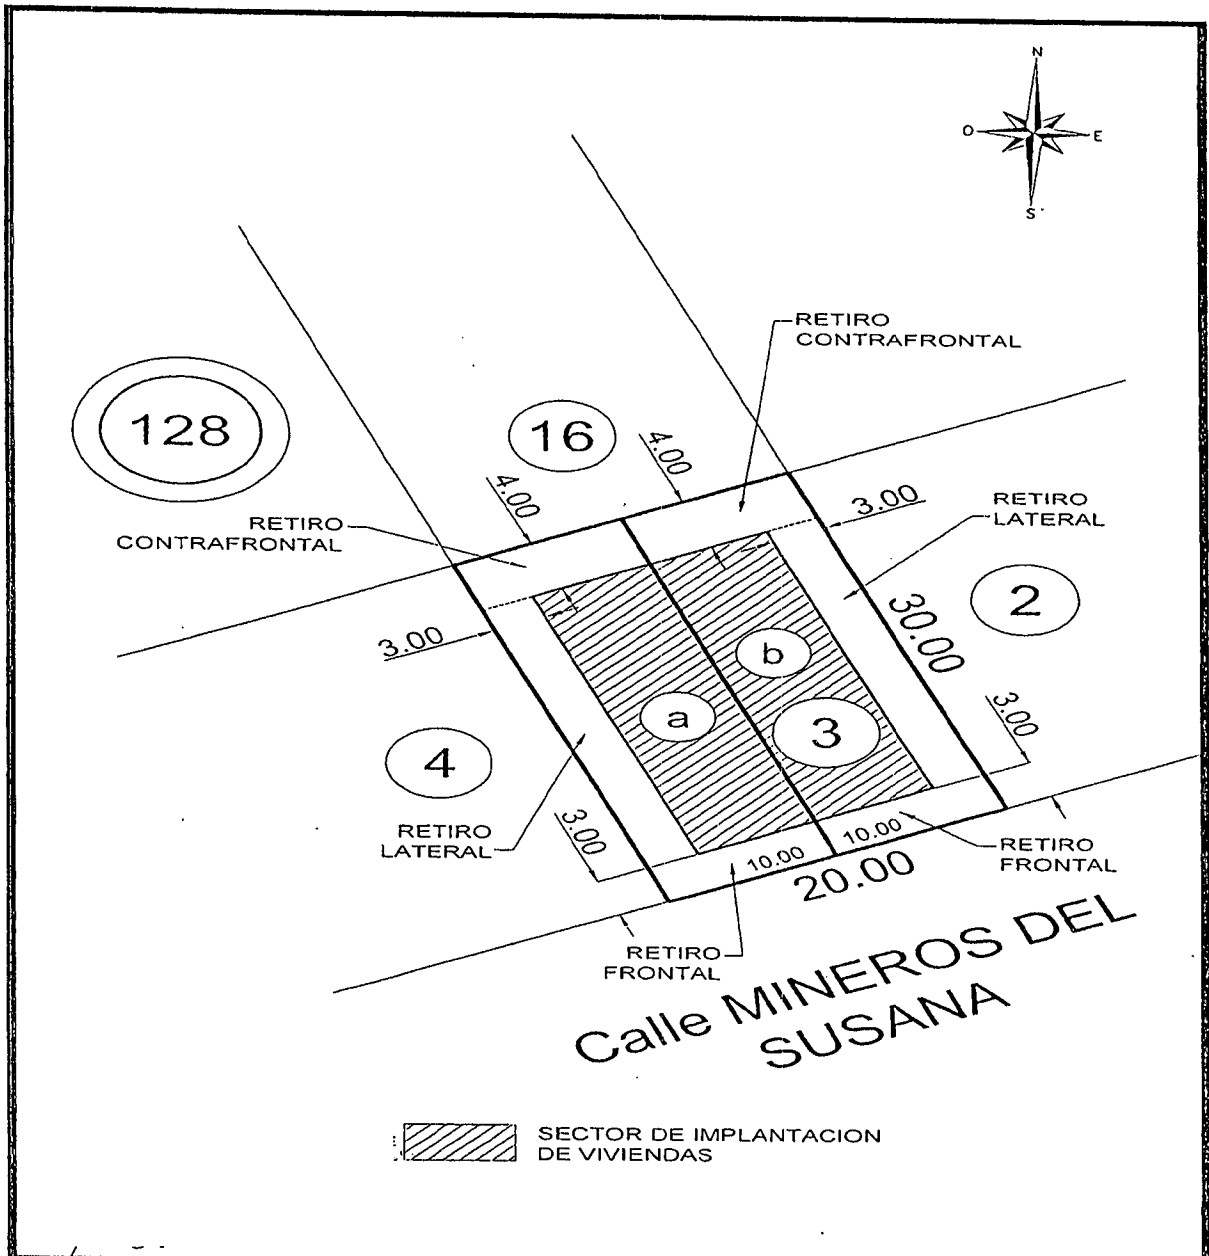 N
O
E
S
RETIRO
CONTRAFRONTAL
128
16
4.00
4.00
3.00
RETIRO
LATERAL
RETIRO
CONTRAFRONTAL
2
30.00
3.00
b
a
3
3.00
4
3.00
RETIRO
LATERAL
10.00
10.00
20.00
RETIRO
FRONTAL
RETIRO
FRONTAL
Calle MINEROS DEL
SUSANA
SECTOR DE IMPLANTACION
DE VIVIENDAS